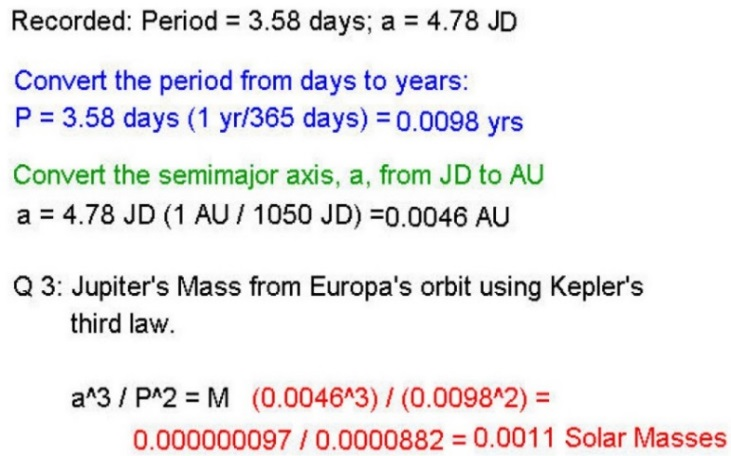 Recorded: Period = 3.58 days; a = 4.78 JD
Convert the period from days to years:
P = 3.58 days (1 yr/365 days) = 0.0098 yrs
Convert the semimajor axis, a, from JD to AU
a = 4.78 JD (1 AU / 1050 JD) =0.0046 AU
Q 3: Jupiter's Mass from Europa's orbit using Kepler's
third law.
a^3 / P^2 = M (0.0046^3) / (0.0098^2) =
0.000000097 / 0.0000882 = 0.0011 Solar Masses